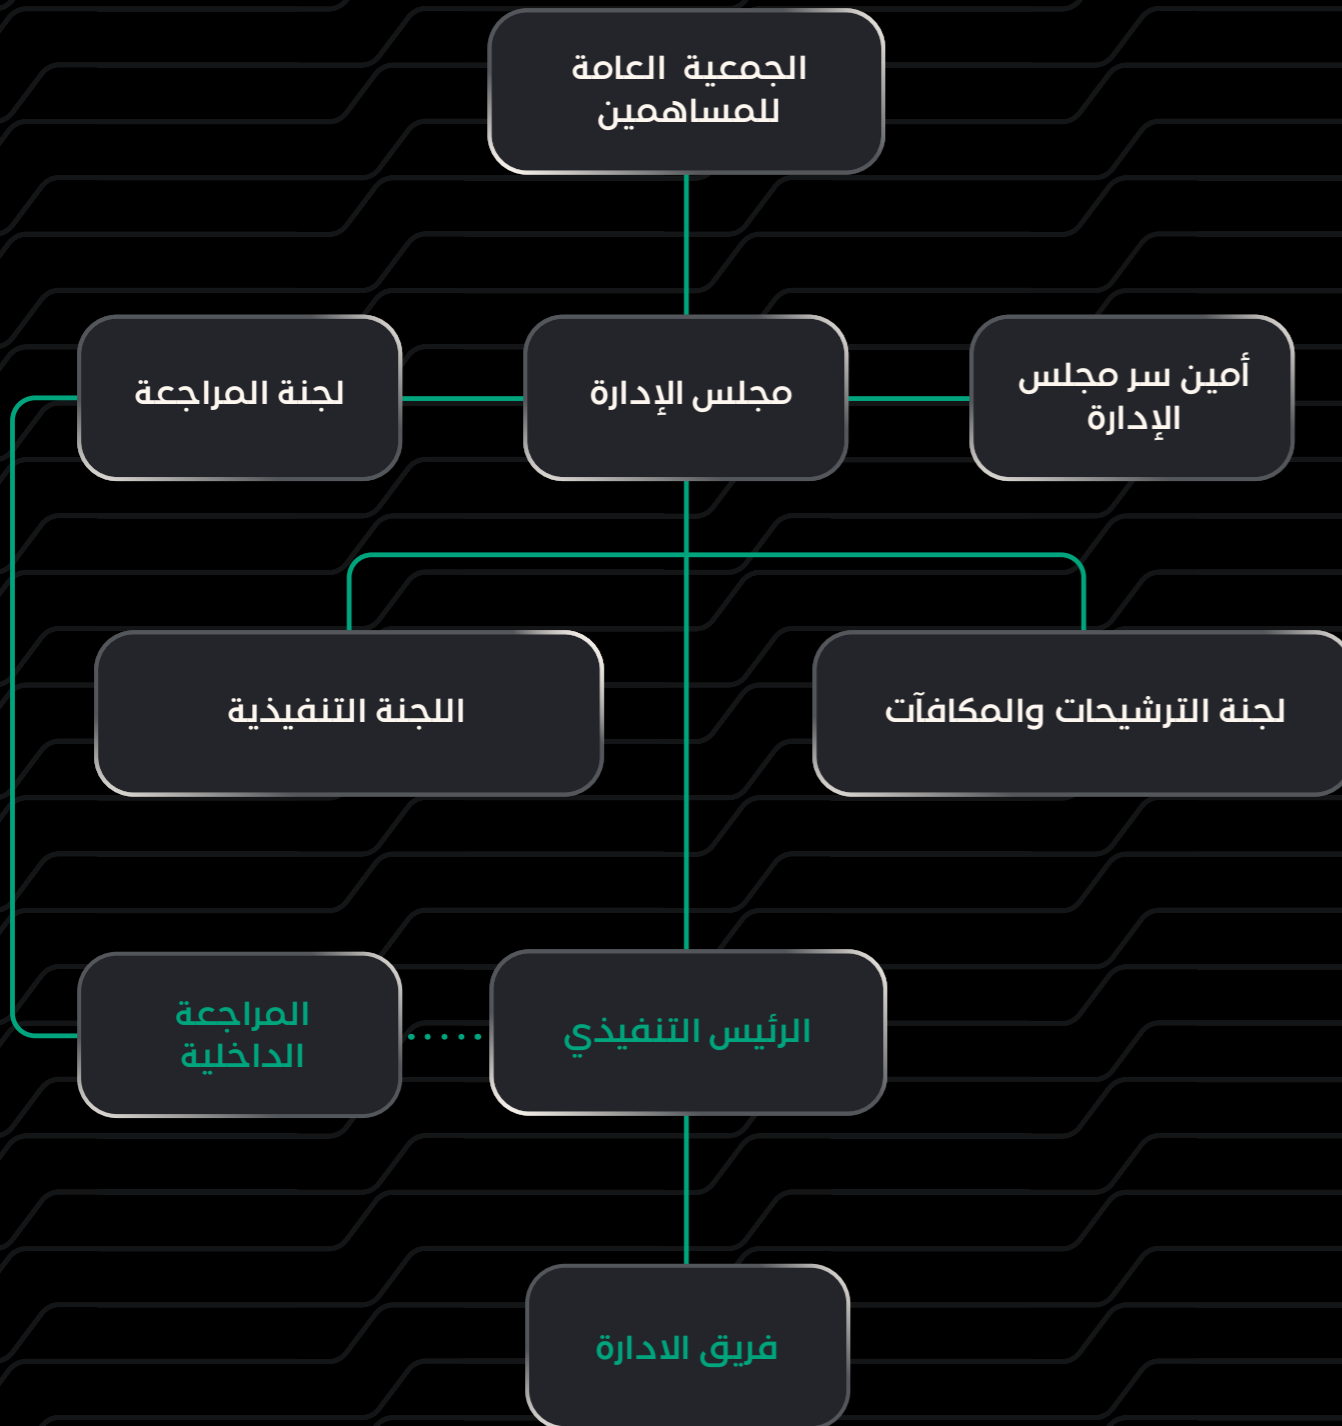 الجمعية العامة
للمساهمين
أمين سر مجلس
الإدارة
مجلس الإدارة
لجنة المراجعة
لجنة الترشيحات والمكافآت
اللجنة التنفيذية
الرئيس التنفيذي
المراجعة
الداخلية
فريق الادارة